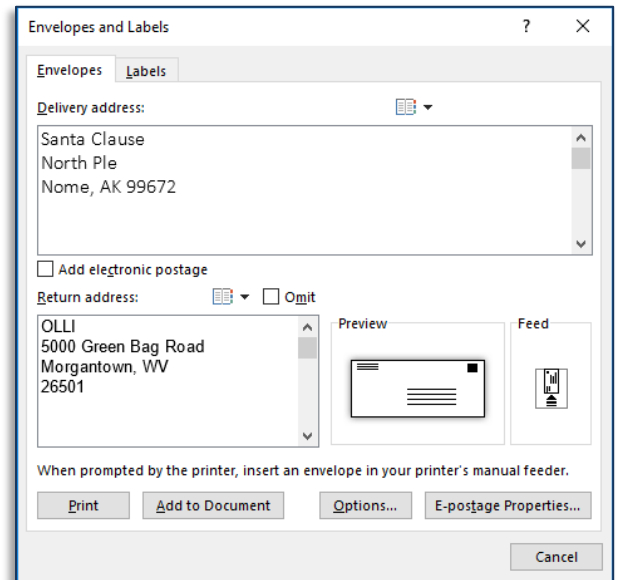 Envelopes and Labels ? ×
Envelopes Labels
Delivery address:
Santa Clause
North Ple
Nome, AK 99672
Add electronic postage
Return address: Omit
OLLI
5000 Green Bag Road
Morgantown, WV
26501
Preview
Feed
When prompted by the printer, insert an envelope in your printer's manual feeder.
Print Add to Document Options... E-postage Properties...
Cancel